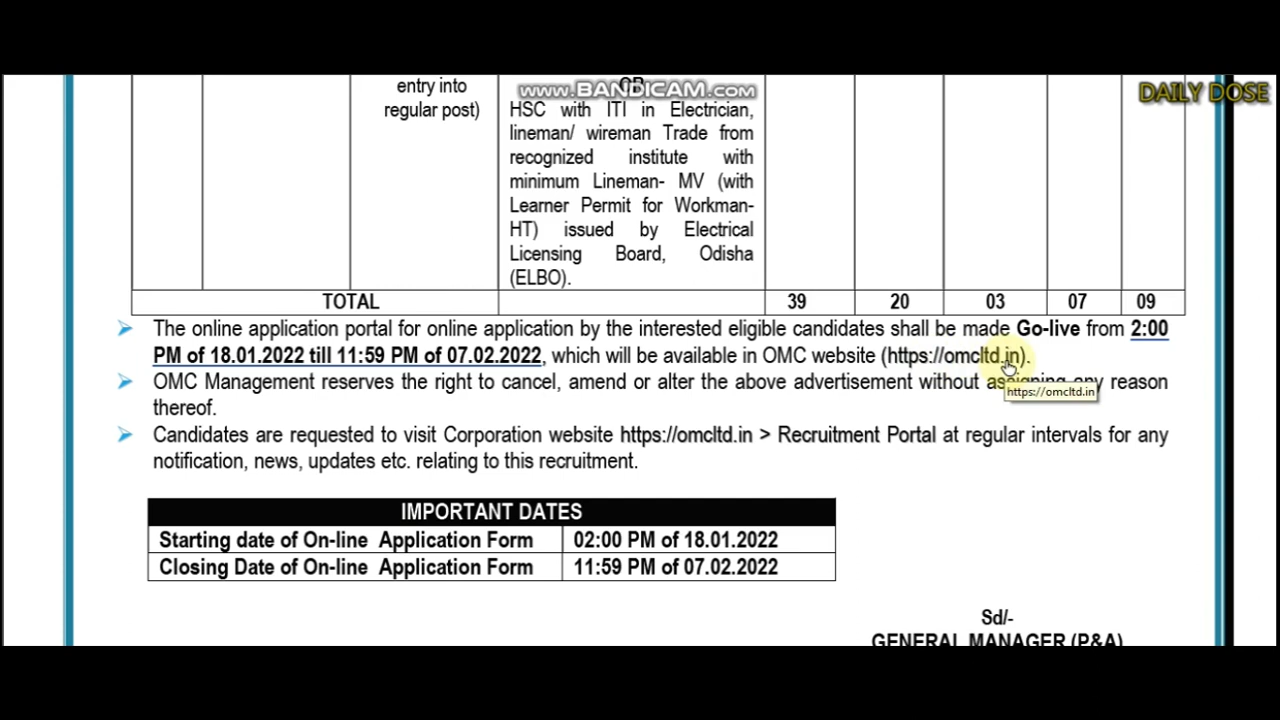 www.BANDICAM.com
DAILY DOSE
entry into
regular post)
OR
HSC with ITI in Electrician,
lineman/ wireman Trade from
recognized institute with
minimum Lineman- MV (with
Learner Permit for Workman-
HT) issued by Electrical
Licensing Board, Odisha
(ELBO).
TOTAL 39 20 03 07 09
➢ The online application portal for online application by the interested eligible candidates shall be made Go-live from 2:00
PM of 18.01.2022 till 11:59 PM of 07.02.2022, which will be available in OMC website (https://omcltd.in).
➢ OMC Management reserves the right to cancel, amend or alter the above advertisement without assigning any reason
https://omcltd.in
thereof.
➢ Candidates are requested to visit Corporation website https://omcltd.in > Recruitment Portal at regular intervals for any
notification, news, updates etc. relating to this recruitment.
IMPORTANT DATES
Starting date of On-line Application Form 02:00 PM of 18.01.2022
Closing Date of On-line Application Form 11:59 PM of 07.02.2022
Sd/-
GENERAL MANAGER (P&A)